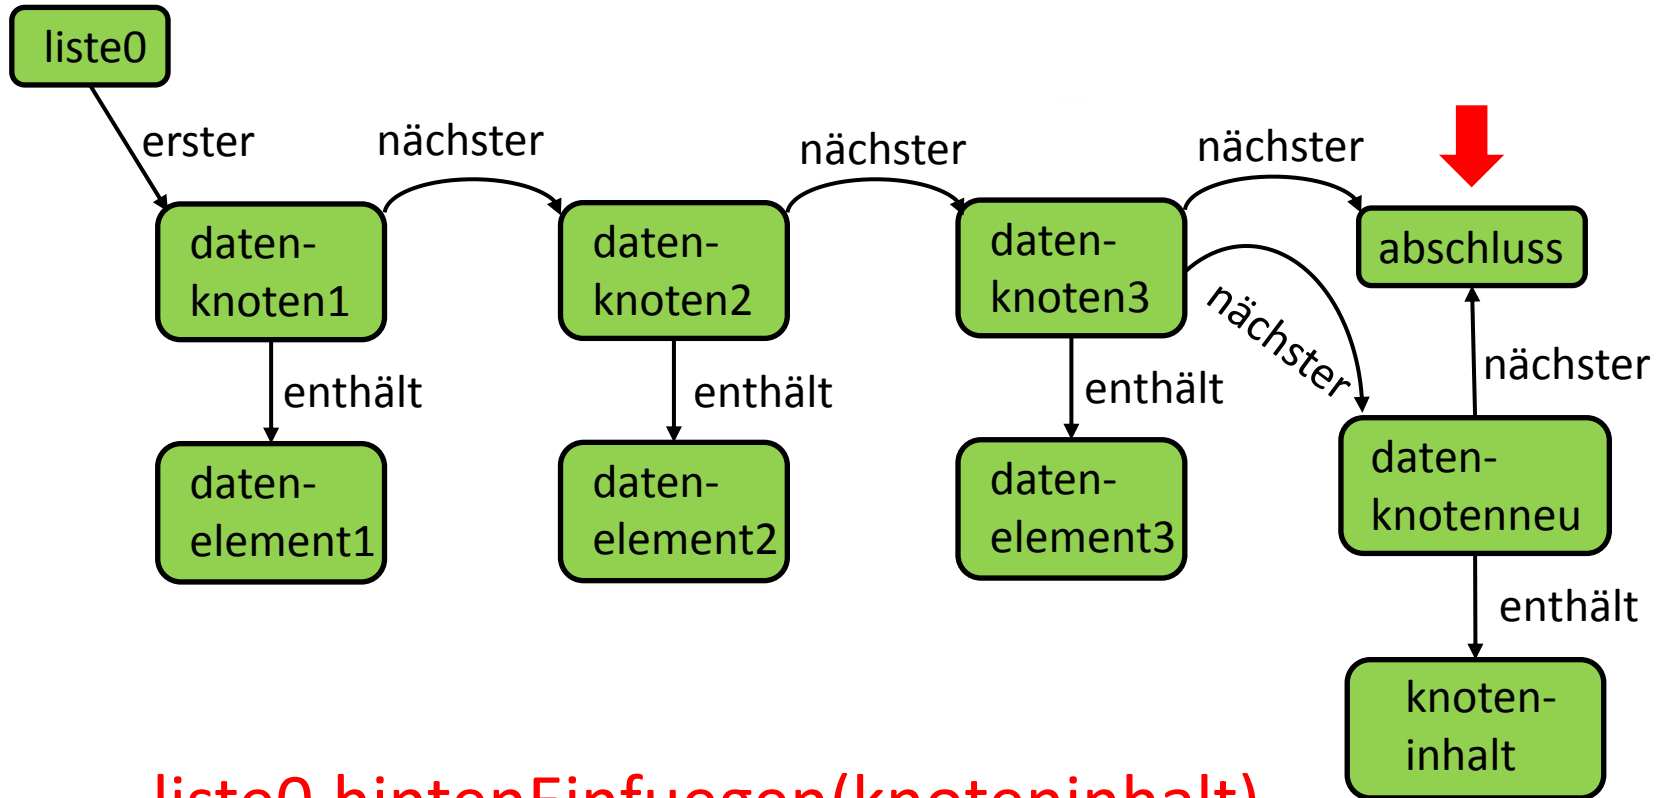 liste0
erster
nächster
nächster
nächster
daten-
knoten1
daten-
knoten2
daten-
knoten3
abschluss
nächster
nächster
enthält
enthält
enthält
daten-
element1
daten-
element2
daten-
element3
daten-
knotenneu
enthält
knoten-
inhalt
liste0.hintenEinfuegen(knoteninhalt)